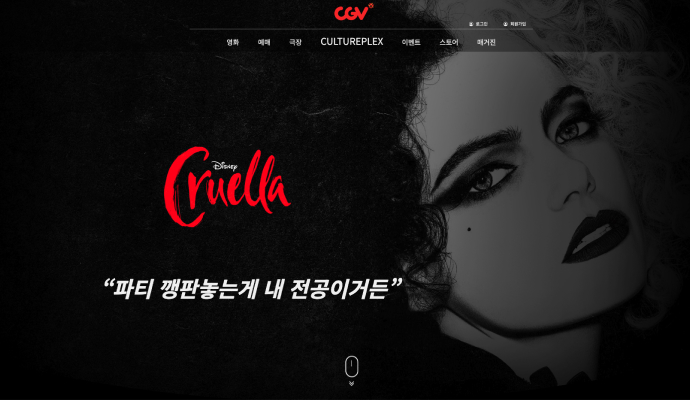 CGV
로그인 회원가입
영화 예매 극장 CULTUREPLEX 이벤트 스토어 매거진
Disney
Cruella
“파티 깽판놓는게 내 전공이거든”